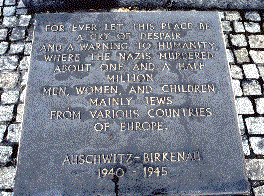 FOR EVER LET THIS PLACE BE
A CRY OF DESPAIR
AND A WARNING TO HUMANITY,
WHERE THE NAZIS MURDERED
ABOUT ONE AND A HALF
MILLION
MEN, WOMEN, AND CHILDREN,
MAINLY JEWS
FROM VARIOUS COUNTRIES
OF EUROPE.
AUSCHWITZ-BIRKENAU
1940 - 1945